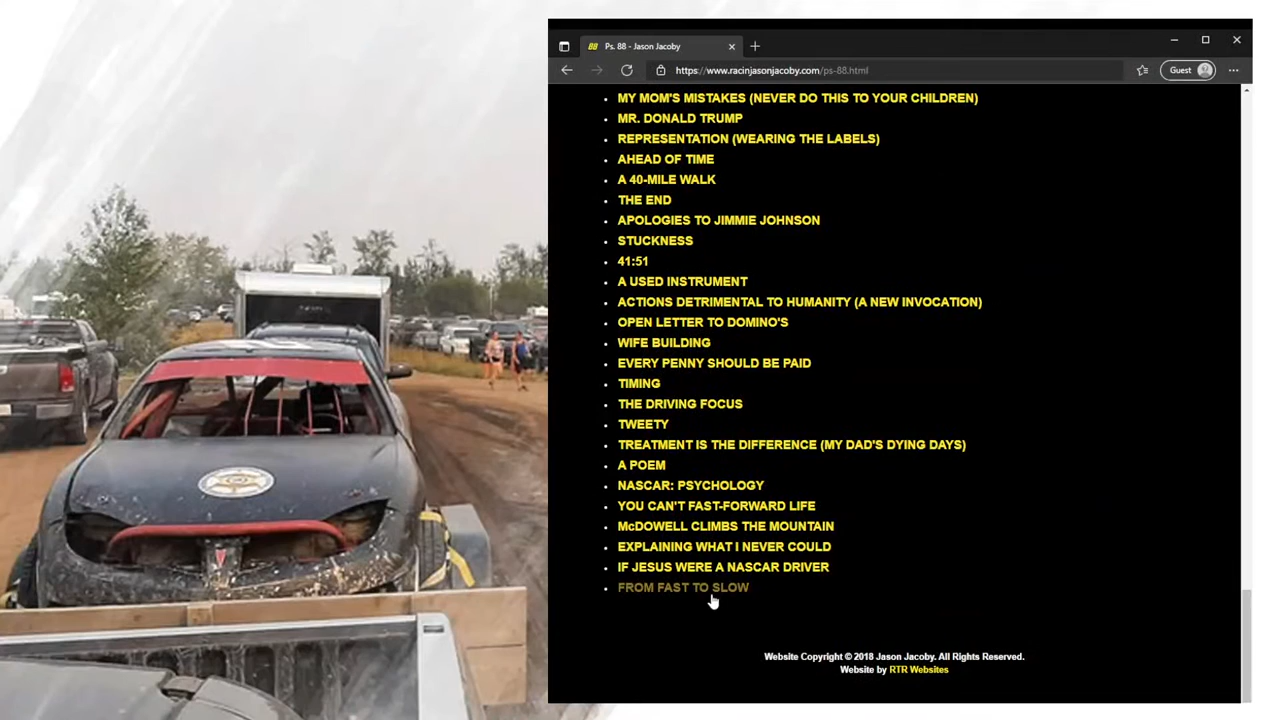 88 Ps. 88 - Jason Jacoby
https://www.racinjasonjacoby.com/ps-88.html
Guest
MY MOM'S MISTAKES (NEVER DO THIS TO YOUR CHILDREN)
MR. DONALD TRUMP
REPRESENTATION (WEARING THE LABELS)
AHEAD OF TIME
A 40-MILE WALK
THE END
APOLOGIES TO JIMMIE JOHNSON
STUCKNESS
41:51
A USED INSTRUMENT
ACTIONS DETRIMENTAL TO HUMANITY (A NEW INVOCATION)
OPEN LETTER TO DOMINO'S
WIFE BUILDING
EVERY PENNY SHOULD BE PAID
TIMING
THE DRIVING FOCUS
TWEETY
TREATMENT IS THE DIFFERENCE (MY DAD'S DYING DAYS)
A POEM
NASCAR: PSYCHOLOGY
YOU CAN'T FAST-FORWARD LIFE
McDOWELL CLIMBS THE MOUNTAIN
EXPLAINING WHAT I NEVER COULD
IF JESUS WERE A NASCAR DRIVER
FROM FAST TO SLOW
Website Copyright © 2018 Jason Jacoby. All Rights Reserved.
Website by RTR Websites